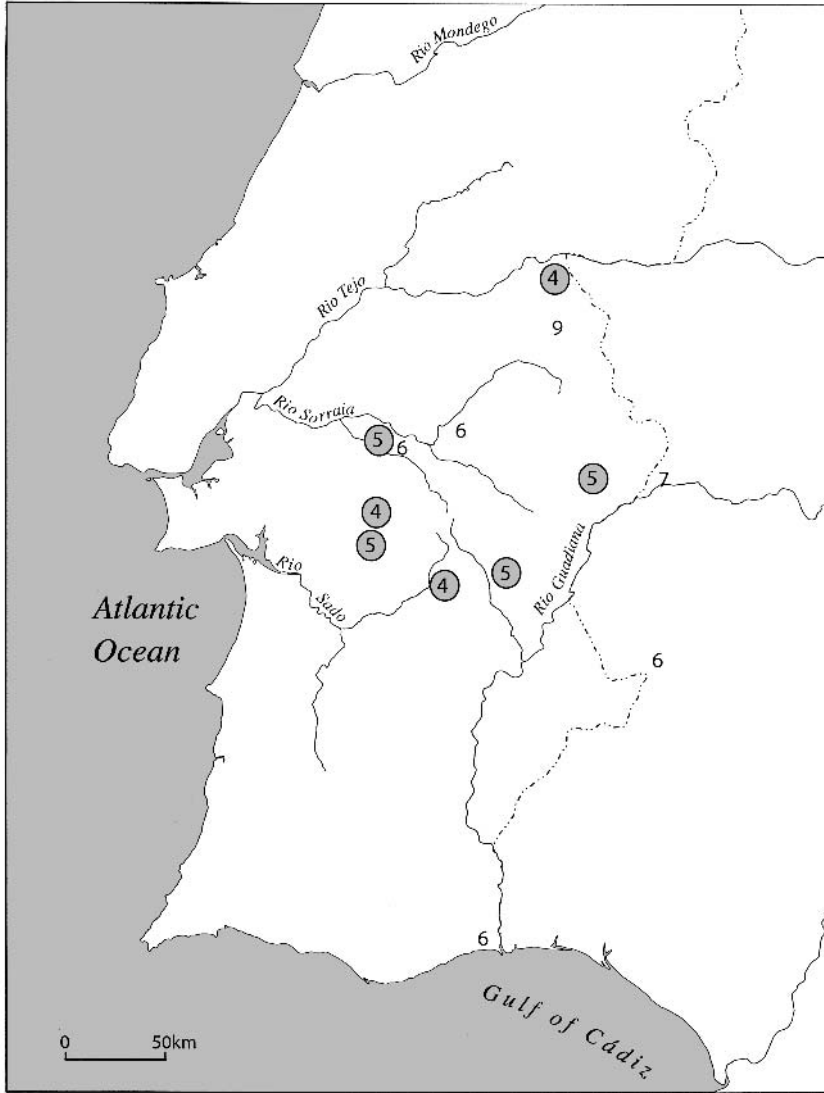 Rio Mondego
4
9
Rio Tejo
Rio Sorraia
6
5
6
5
7
4
5
Rio Guadiana
5
4
Rio
Sado
Atlantic
Ocean
6
6
Gulf of Cádiz
0 50km